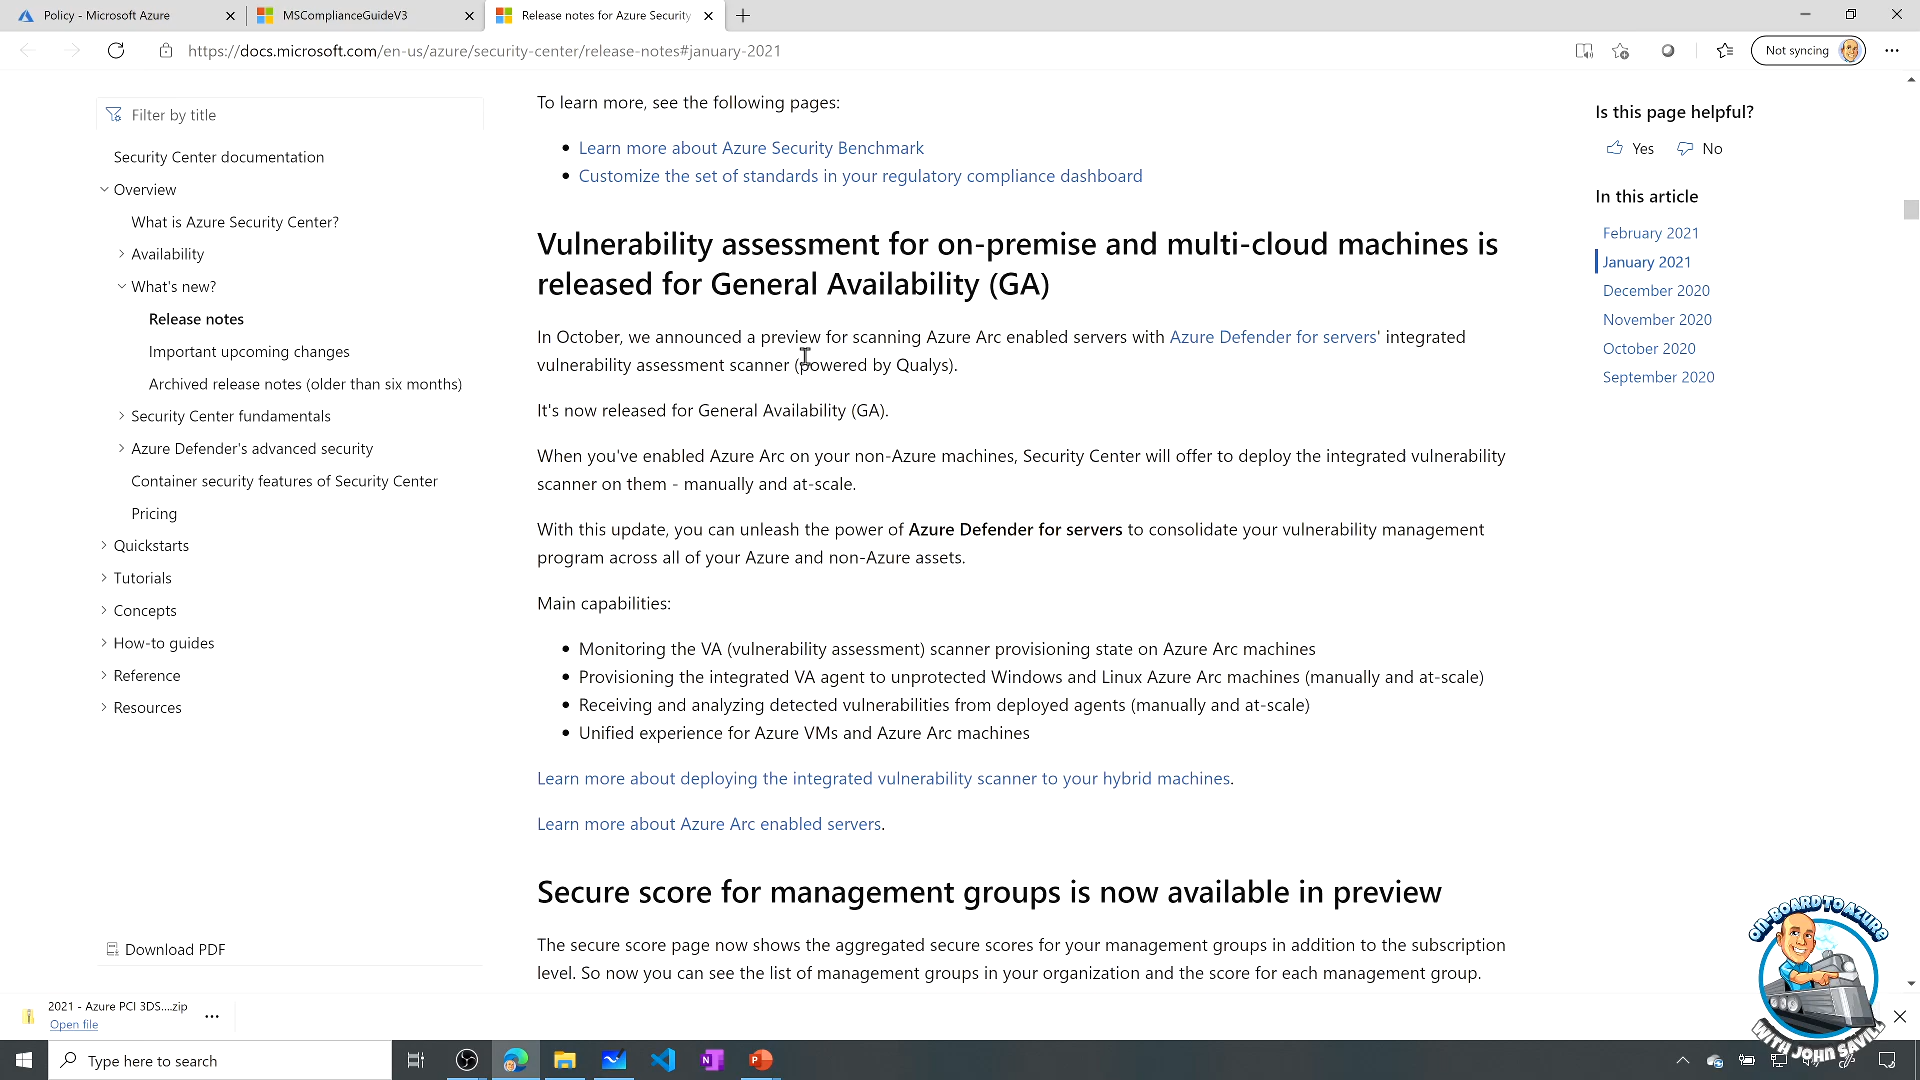 Policy - Microsoft Azure
MSComplianceGuideV3
Release notes for Azure Security
https://docs.microsoft.com/en-us/azure/security-center/release-notes#january-2021
Not syncing
Filter by title
Security Center documentation
Overview
What is Azure Security Center?
Availability
What's new?
Release notes
Important upcoming changes
Archived release notes (older than six months)
Security Center fundamentals
Azure Defender's advanced security
Container security features of Security Center
Pricing
Quickstarts
Tutorials
Concepts
How-to guides
Reference
Resources
Download PDF
To learn more, see the following pages:
Learn more about Azure Security Benchmark
Customize the set of standards in your regulatory compliance dashboard
Vulnerability assessment for on-premise and multi-cloud machines is
released for General Availability (GA)
In October, we announced a preview for scanning Azure Arc enabled servers with Azure Defender for servers' integrated
vulnerability assessment scanner (powered by Qualys).
It's now released for General Availability (GA).
When you've enabled Azure Arc on your non-Azure machines, Security Center will offer to deploy the integrated vulnerability
scanner on them - manually and at-scale.
With this update, you can unleash the power of Azure Defender for servers to consolidate your vulnerability management
program across all of your Azure and non-Azure assets.
Main capabilities:
Monitoring the VA (vulnerability assessment) scanner provisioning state on Azure Arc machines
Provisioning the integrated VA agent to unprotected Windows and Linux Azure Arc machines (manually and at-scale)
Receiving and analyzing detected vulnerabilities from deployed agents (manually and at-scale)
Unified experience for Azure VMs and Azure Arc machines
Learn more about deploying the integrated vulnerability scanner to your hybrid machines.
Learn more about Azure Arc enabled servers.
Secure score for management groups is now available in preview
The secure score page now shows the aggregated secure scores for your management groups in addition to the subscription
level. So now you can see the list of management groups in your organization and the score for each management group.
Is this page helpful?
Yes No
In this article
February 2021
January 2021
December 2020
November 2020
October 2020
September 2020
ON-BOARD TO AZURE
WITH JOHN SAVILL
2021 - Azure PCI 3DS....zip
Open file
Type here to search